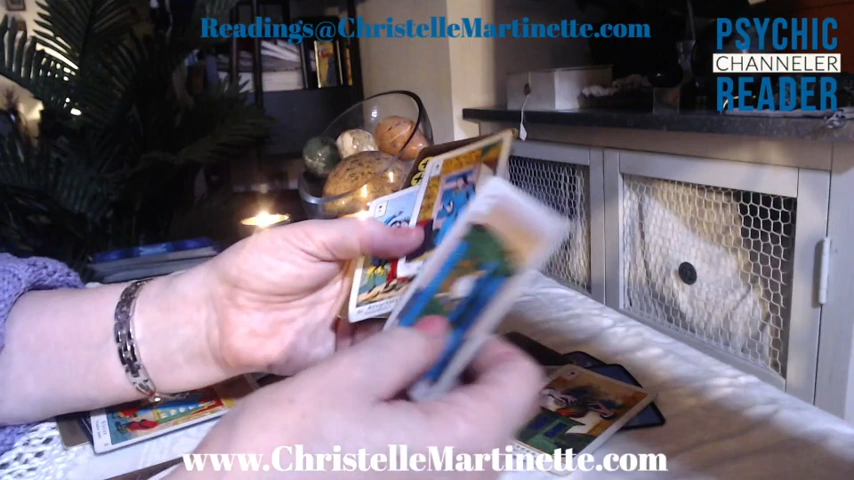 Readings@ChristelleMartinette.com
PSYCHIC
CHANNELER
READER
www.ChristelleMartinette.com